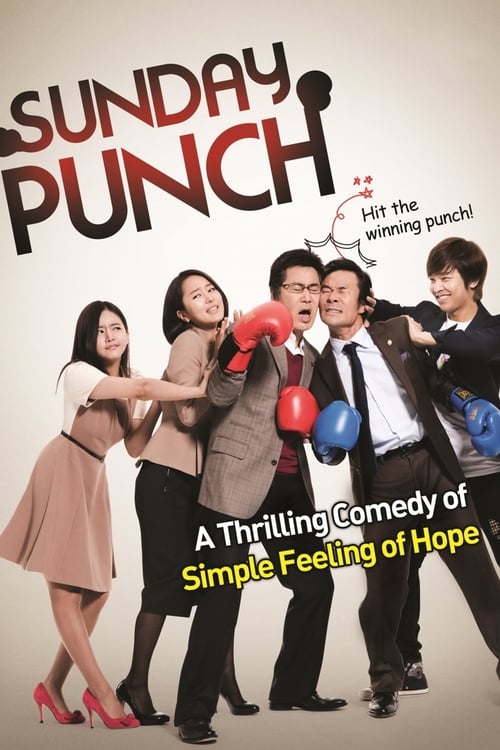 SUNDAY
PUNCH
Hit the
winning punch!
A Thrilling Comedy of
Simple Feeling of Hope